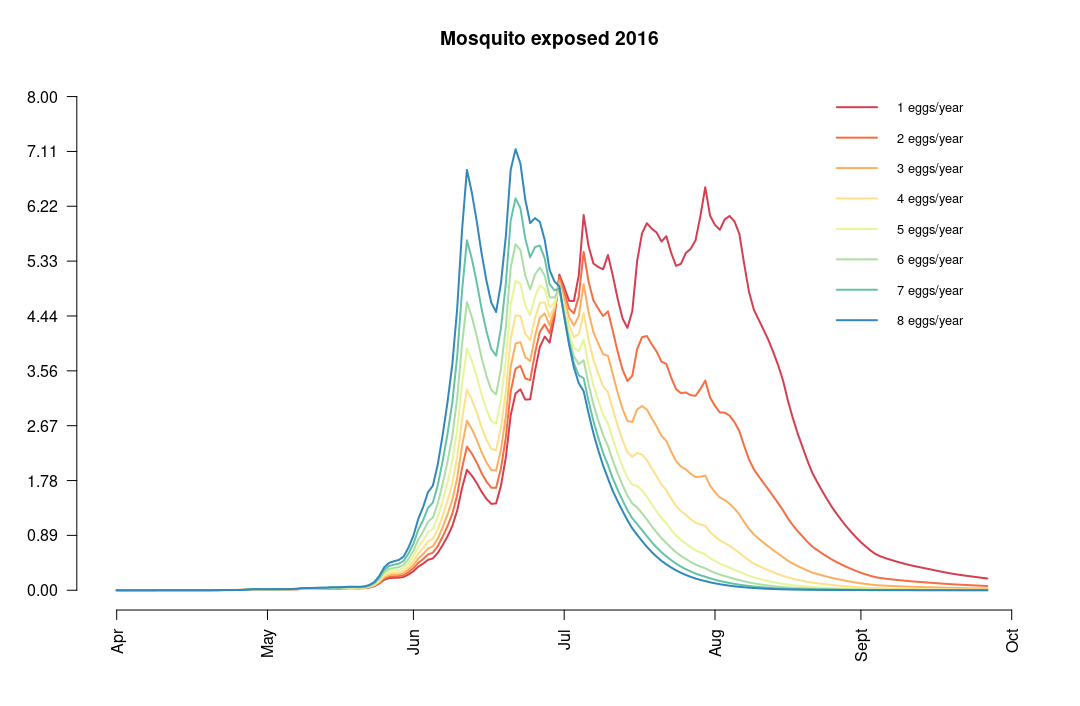 Mosquito exposed 2016
8.00
7.11
6.22
5.33
4.44
3.56
2.67
1.78
0.89
0.00
1 eggs/year
2 eggs/year
3 eggs/year
4 eggs/year
5 eggs/year
6 eggs/year
7 eggs/year
8 eggs/year
Apr
May
Jun
Jul
Aug
Sept
Oct